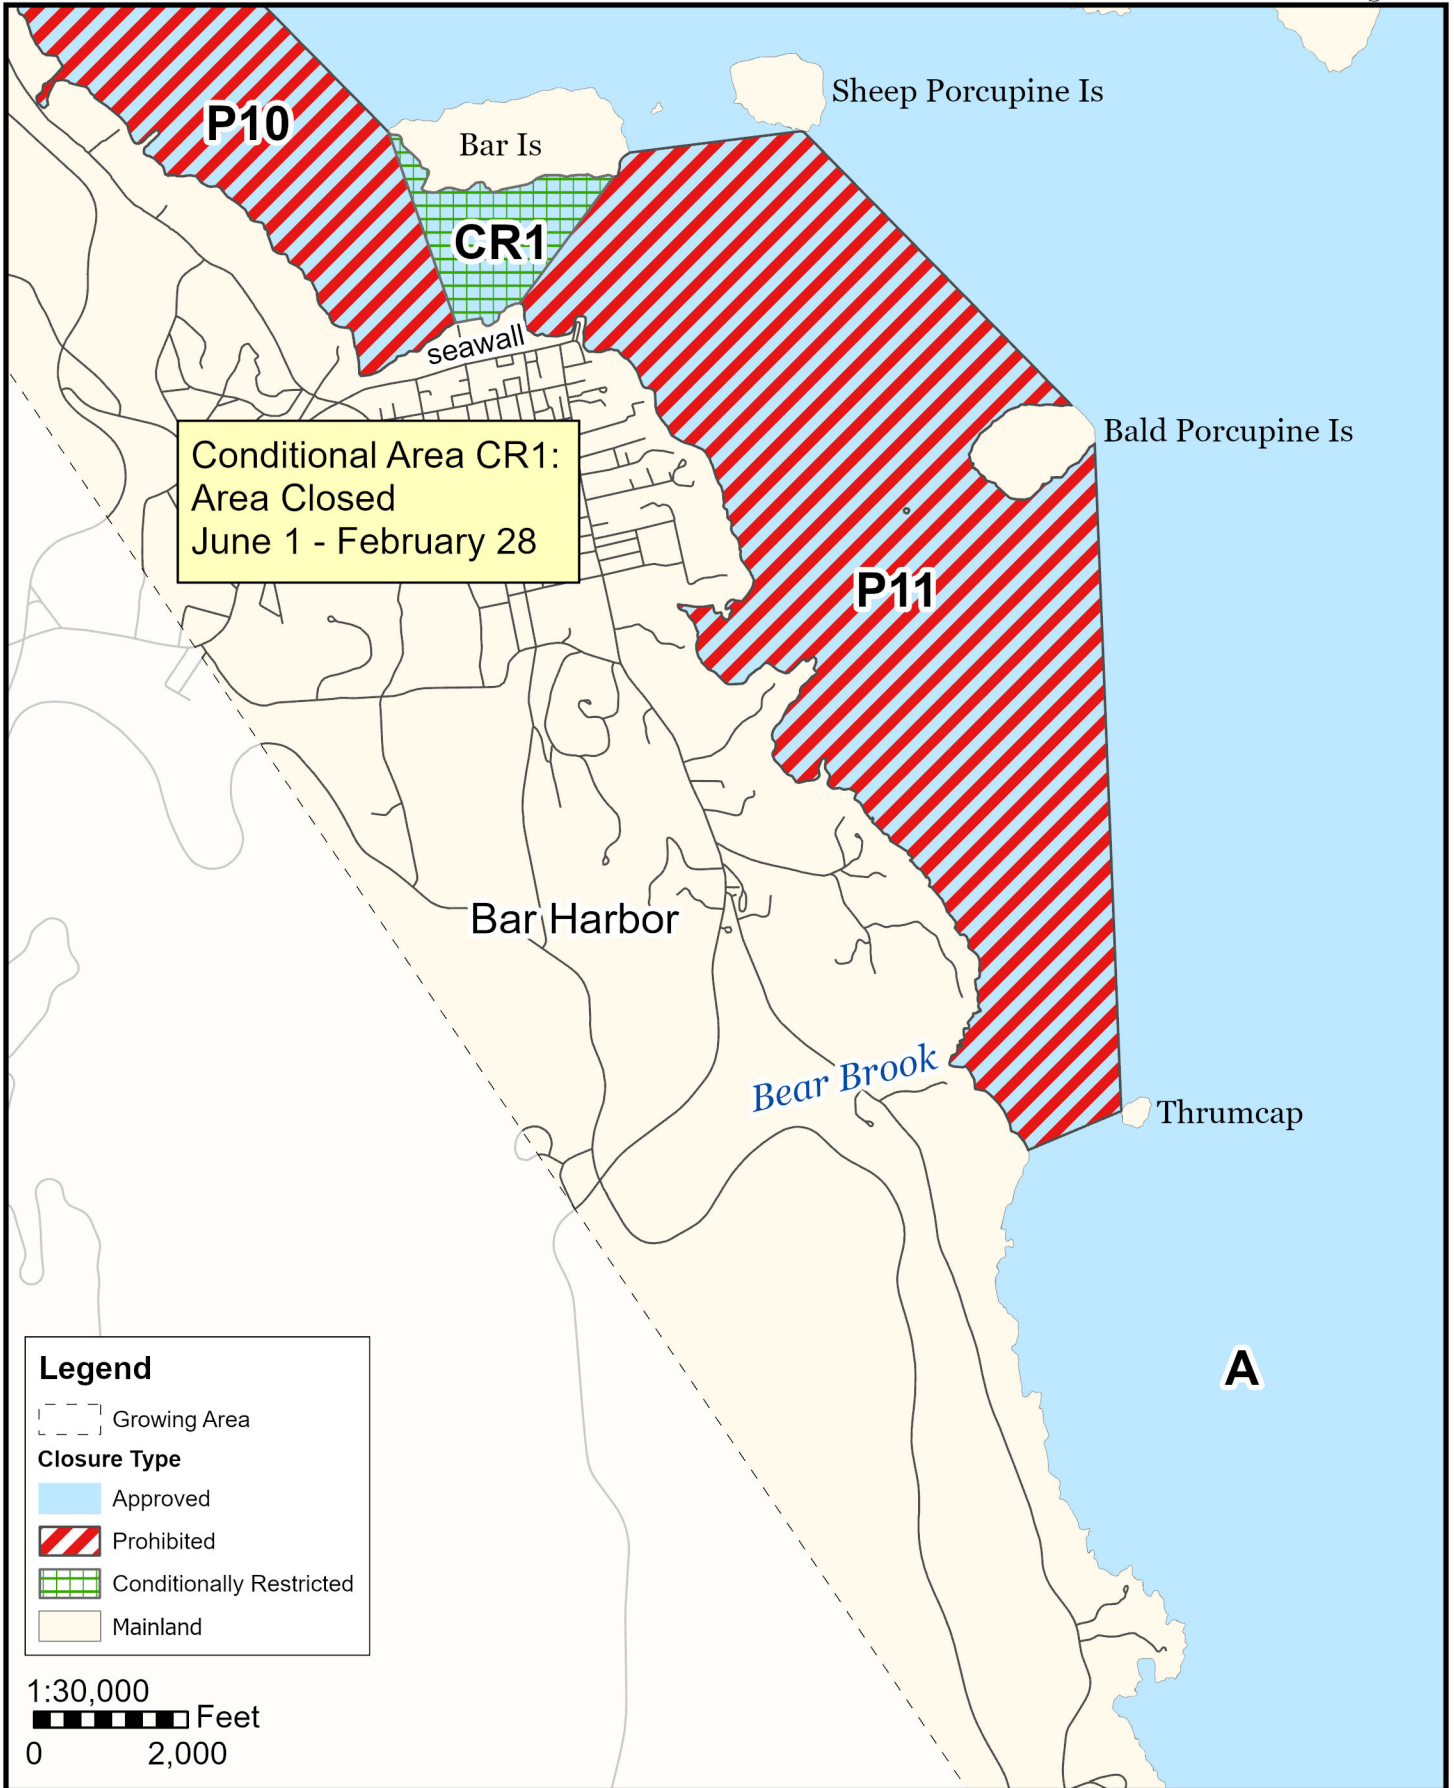 Sheep Porcupine Is
P10
Bar Is
CR1
seawall
Bald Porcupine Is
Conditional Area CR1:
Area Closed
June 1 - February 28
P11
Bar Harbor
Bear Brook
Thrumcap
A
Legend
Growing Area
Closure Type
Approved
Prohibited
Conditionally Restricted
Mainland
1:30,000
Feet
0 2,000